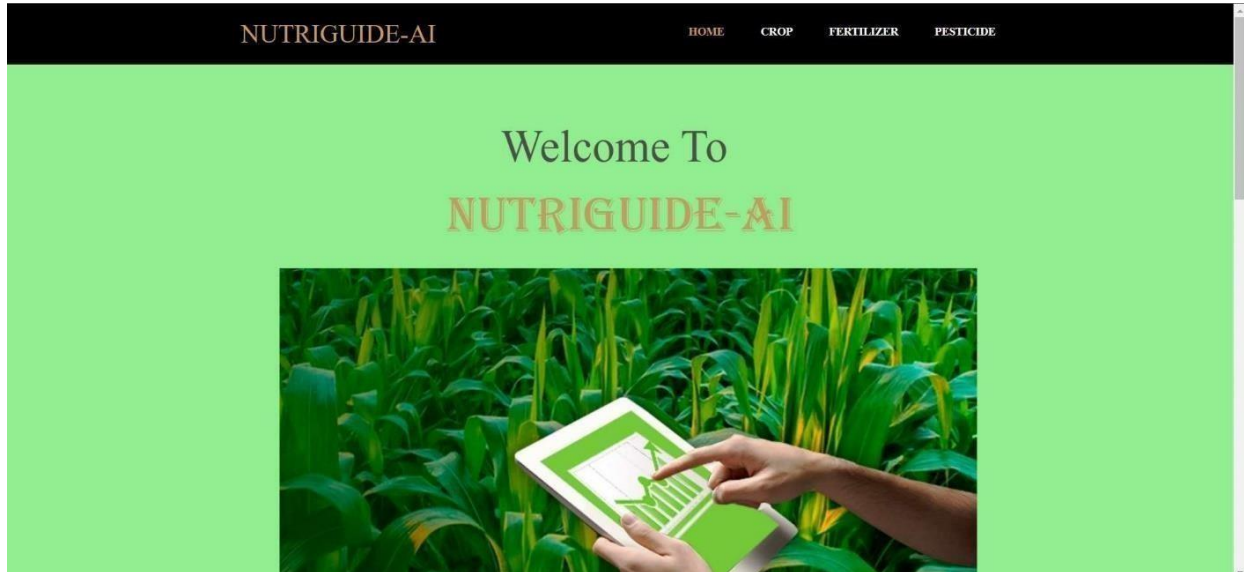 NUTRIGUIDE-AI
HOME CROP FERTILIZER PESTICIDE
Welcome To
NUTRIGUIDE-AI